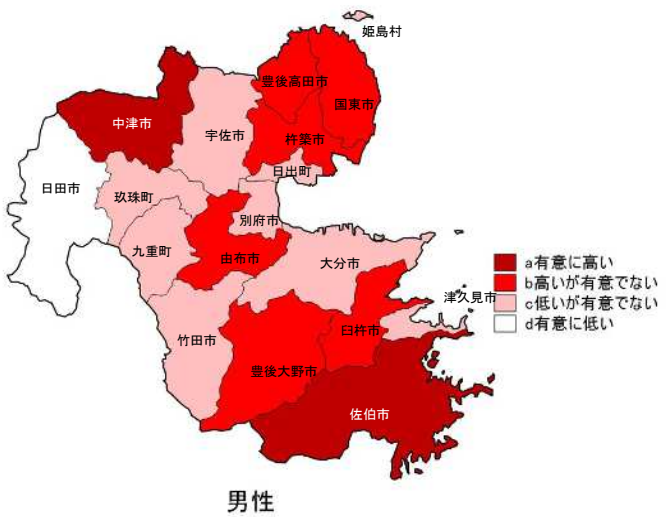 姫島村
豊後高田市
国東市
中津市
宇佐市
杵築市
日出町
日田市
玖珠町
別府市
九重町
由布市
大分市
a有意に高い
b高いが有意でない
c低いが有意でない
d有意に低い
津久見市
竹田市
臼杵市
豊後大野市
佐伯市
男性